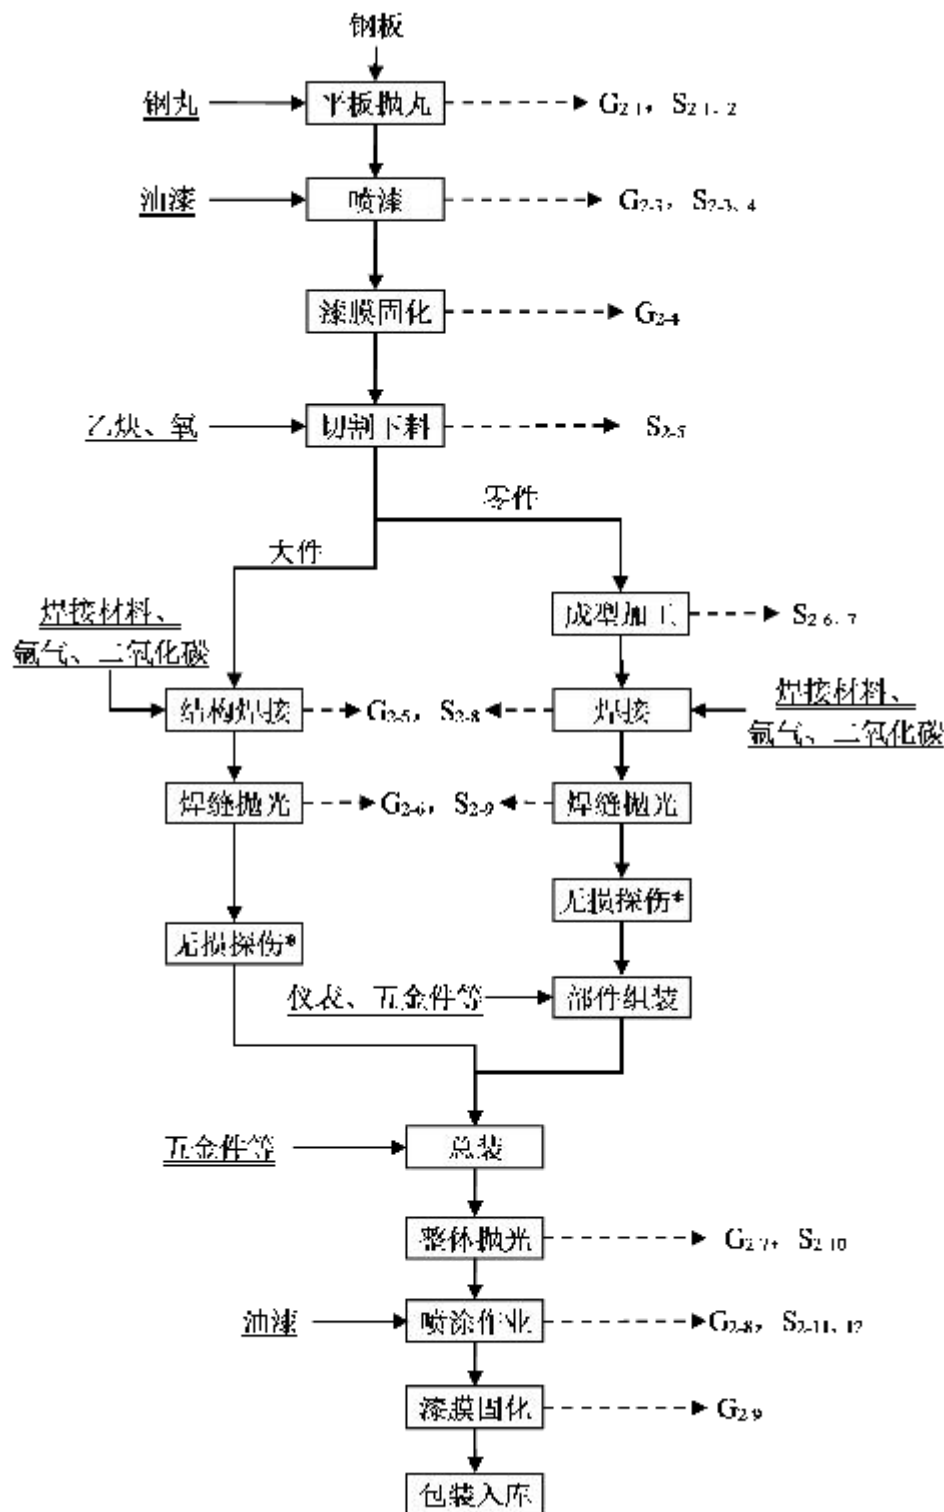 钢板
钢丸 平板抛丸 G2-1, S2-1、2
油漆 喷漆 G2-3, S2-3、4
漆膜固化 G2-4
乙炔、氧 切割下料 S2-5
零件
大件
焊接材料、
氩气、二氧化碳
成型加工 S2-6、7
结构焊接 G2-5, S2-8 焊接
焊接材料、
氩气、二氧化碳
焊缝抛光 G2-6, S2-9 焊缝抛光
无损探伤*
无损探伤*
仪表、五金件等 部件组装
五金件等 总装
整体抛光 G2-7, S2-10
油漆 喷涂作业 G2-8, S2-11、12
漆膜固化 G2-9
包装入库